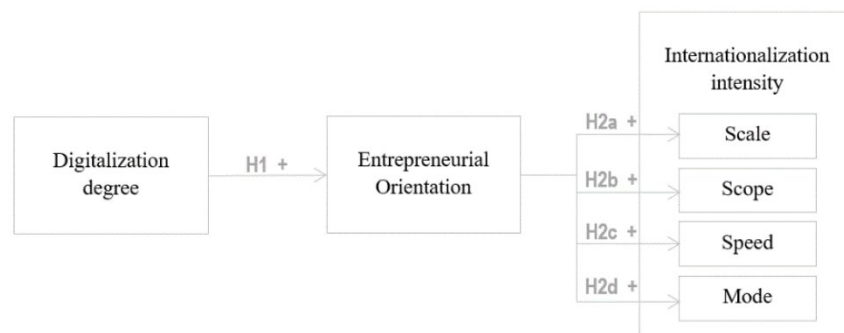 Internationalization
intensity
H2a +
Scale
Digitalization
degree
H1 +
Entrepreneurial
Orientation
H2b +
Scope
H2c +
Speed
H2d +
Mode